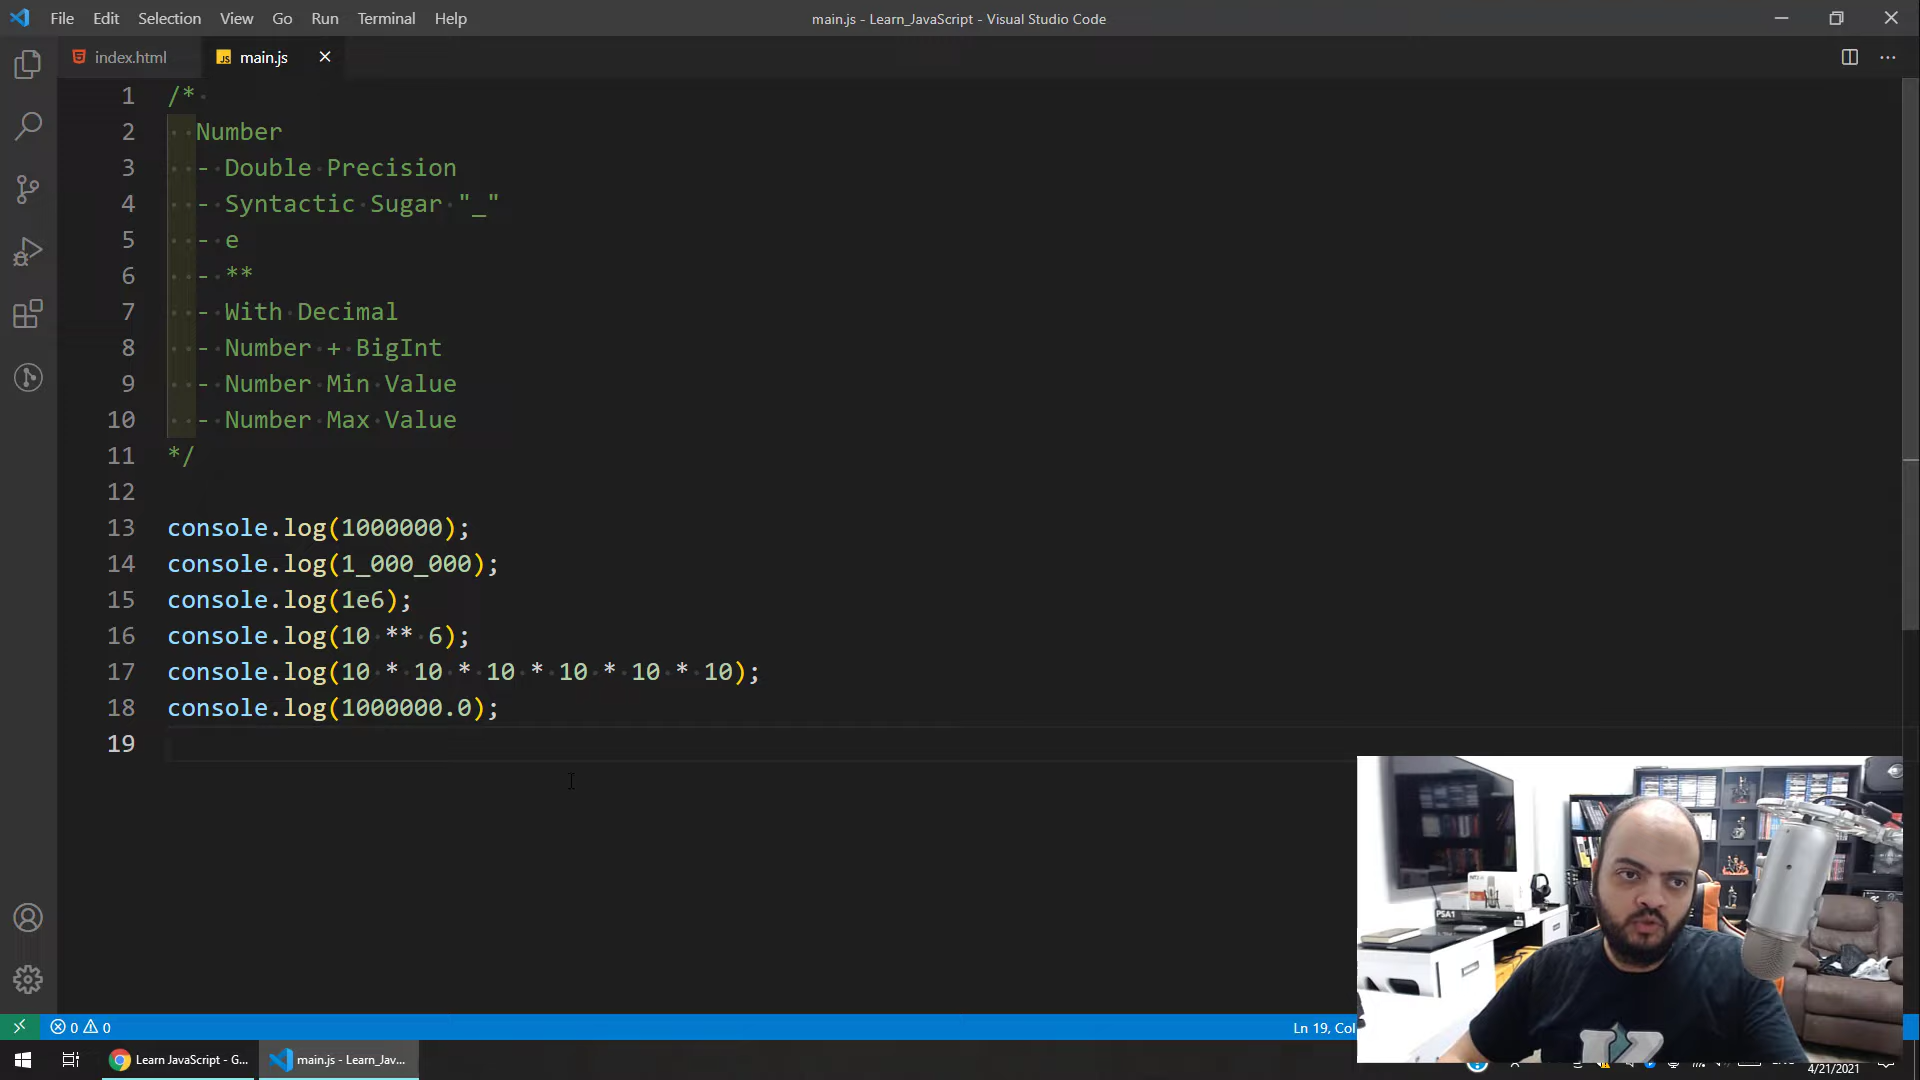 File Edit Selection View Go Run Terminal Help
main.js - Learn_JavaScript - Visual Studio Code
index.html
JS main.js
1 /*
2 Number
3 - Double Precision
4 - Syntactic Sugar "_"
5 - e
6 - **
7 - With Decimal
8 - Number + BigInt
9 - Number Min Value
10 - Number Max Value
11 */
12
13 console.log(1000000);
14 console.log(1_000_000);
15 console.log(1e6);
16 console.log(10 ** 6);
17 console.log(10 * 10 * 10 * 10 * 10 * 10);
18 console.log(1000000.0);
19
PSA1
0 0
Ln 19, Col
Learn JavaScript - G...
main.js - Learn_Jav...
4/21/2021